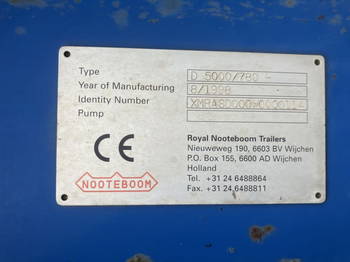 Type D 5000/780 -
Year of Manufacturing 8/1998
Identity Number
Pump
CE
NOOTEBOOM
Royal Nooteboom Trailers
Nieuweweg 190, 6603 BV Wijchen
P.O. Box 155, 6600 AD Wijchen
Holland
Tel. +31 24 6488864
Fax. +31 24 6488811